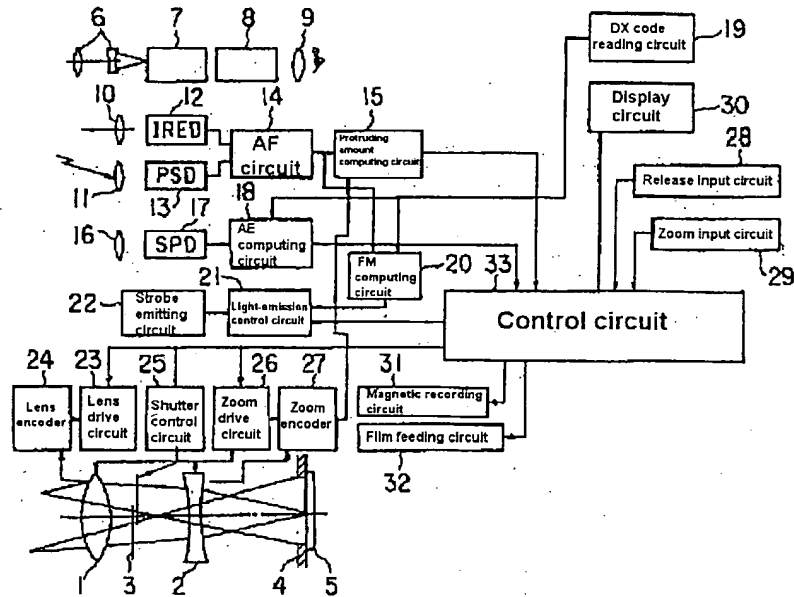 6
7
8
9
DX code
reading circuit
19
10
12
14
15
Display
circuit
30
IRED
AF
circuit
Protruding
amount
computing circuit
28
Release input circuit
11
PSD
13
17
18
16
SPD
AE
computing
circuit
Zoom input circuit
29
FM
computing
circuit
20
33
21
22
Strobe
emitting
circuit
Light-emission
control circuit
Control circuit
24
23
25
26
27
31
Lens
encoder
Lens
drive
circuit
Shutter
control
circuit
Zoom
drive
circuit
Zoom
encoder
Magnetic recording
circuit
Film feeding circuit
32
1
3
2
4
5